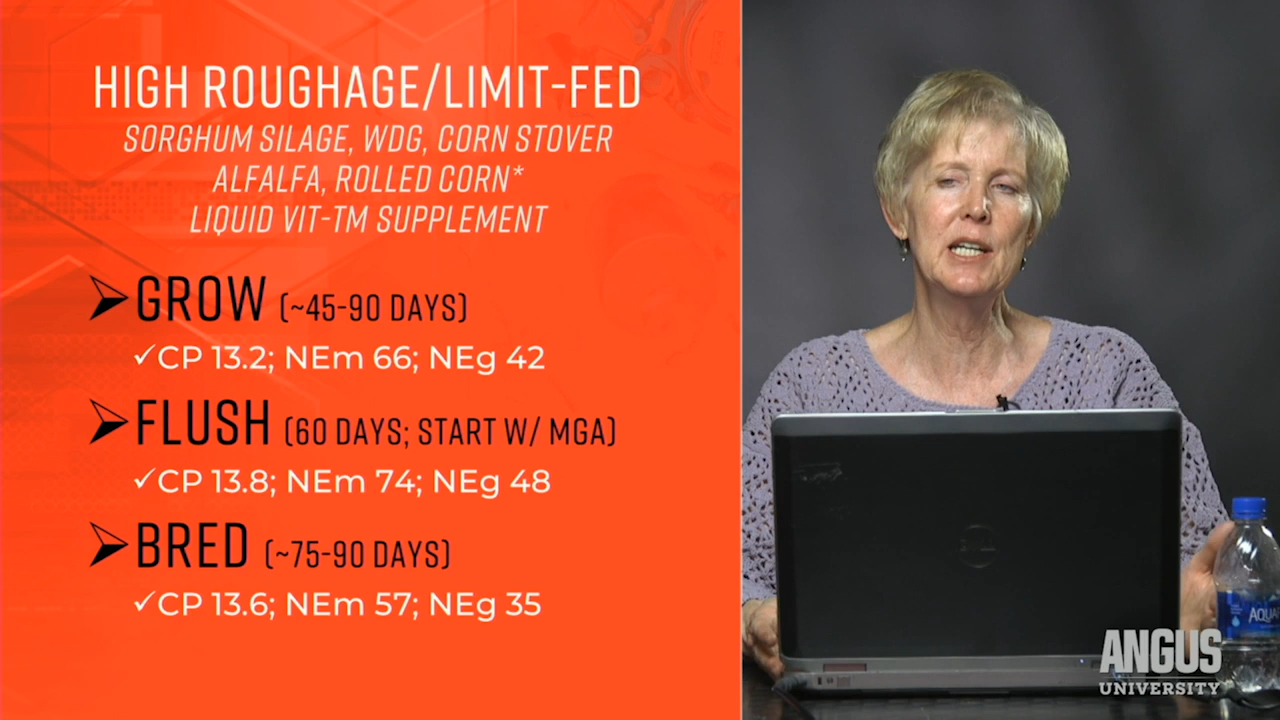 HIGH ROUGHAGE/LIMIT-FED
SORGHUM SILAGE, WDG, CORN STOVER
ALFALFA, ROLLED CORN*
LIQUID VIT-TM SUPPLEMENT
➢GROW (~45-90 DAYS)
✓CP 13.2; NEm 66; NEg 42
➢FLUSH (60 DAYS; START W/ MGA)
✓CP 13.8; NEm 74; NEg 48
➢BRED (~75-90 DAYS)
✓CP 13.6; NEm 57; NEg 35
DELL
AQUA
ANGUS
UNIVERSITY